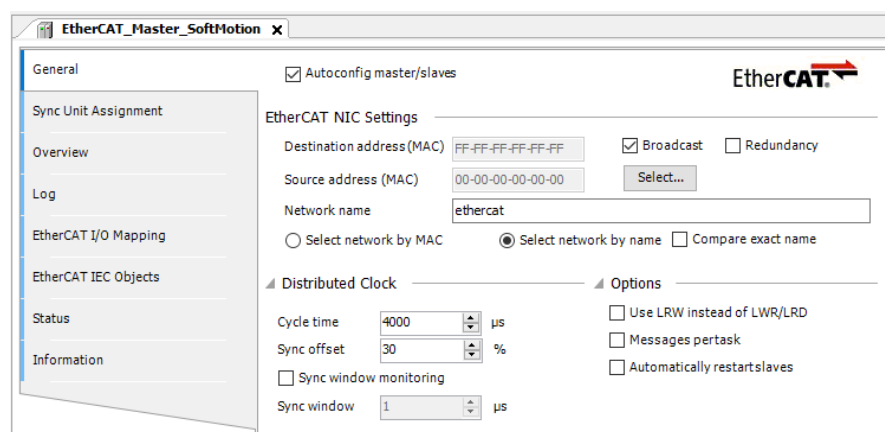 EtherCAT_Master_SoftMotion x
General
Sync Unit Assignment
Overview
Log
EtherCAT I/O Mapping
EtherCAT IEC Objects
Status
Information
Autoconfig master/slaves
EtherCAT.
EtherCAT NIC Settings
Destination address (MAC) FF-FF-FF-FF-FF-FF Broadcast Redundancy
Source address (MAC) 00-00-00-00-00-00 Select...
Network name ethercat
Select network by MAC Select network by name Compare exact name
Distributed Clock
Cycle time 4000 µs
Sync offset 30 %
Sync window monitoring
Sync window 1 µs
Options
Use LRW instead of LWR/LRD
Messages pertask
Automatically restartslaves